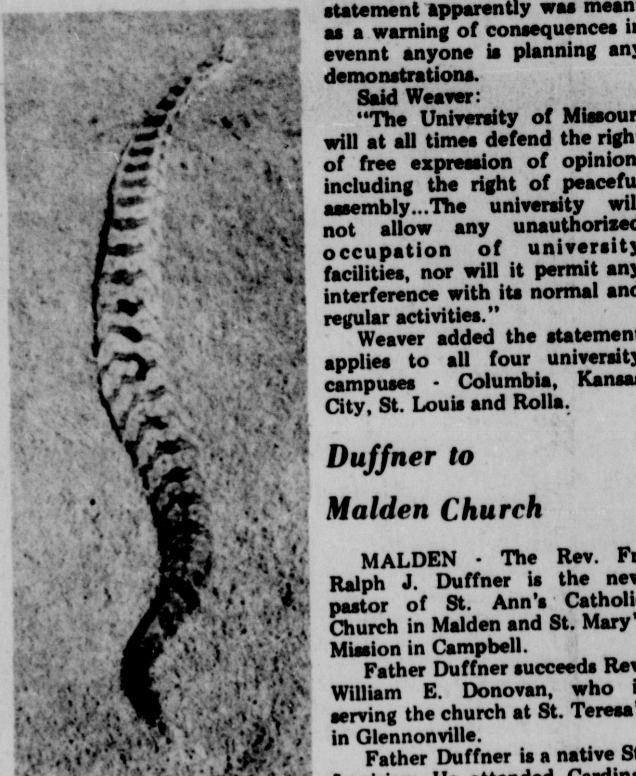 statement apparently was mean
as a warning of consequences i
evennt anyone is planning any
demonstrations.
Said Weaver:
"The University of Missour
will at all times defend the righ
of free expression of opinion
including the right of peacefu
assembly...The university wil
not allow any unauthorized
occupation of university
facilities, nor will it permit any
interference with its normal and
regular activities."
Weaver added the statement
applies to all four university
campuses - Columbia, Kansas
City, St. Louis and Rolla.
Duffner to
Malden Church
MALDEN - The Rev. Fr
Ralph J. Duffner is the new
pastor of St. Ann's Catholi
Church in Malden and St. Mary'
Mission in Campbell.
Father Duffner succeeds Rev
William E. Donovan, who i
serving the church at St. Teresa'
in Glennonville.
Father Duffner is a native St